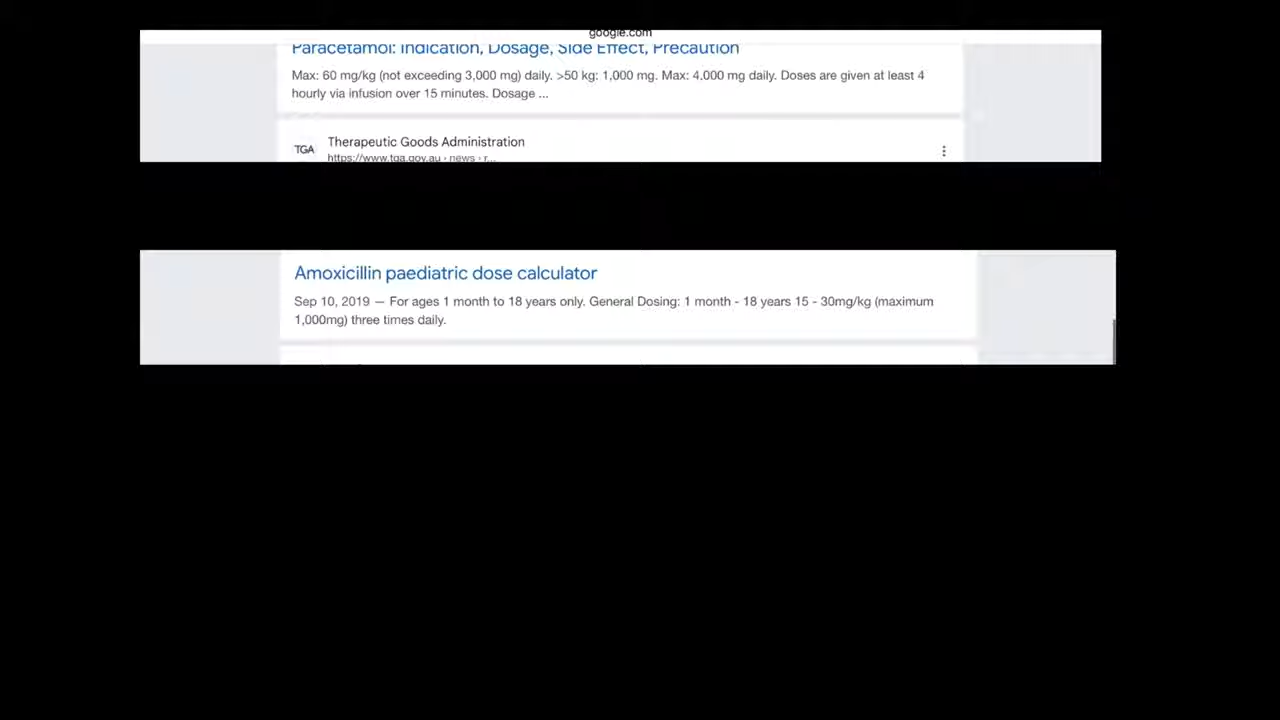 google.com
Paracetamol: Indication, Dosage, Side Effect, Precaution
Max: 60 mg/kg (not exceeding 3,000 mg) daily. >50 kg: 1,000 mg. Max: 4,000 mg daily. Doses are given at least 4
hourly via infusion over 15 minutes. Dosage ...
TGA
Therapeutic Goods Administration
https://www.tga.gov.au › news › r...
Amoxicillin paediatric dose calculator
Sep 10, 2019 — For ages 1 month to 18 years only. General Dosing: 1 month - 18 years 15 - 30mg/kg (maximum
1,000mg) three times daily.